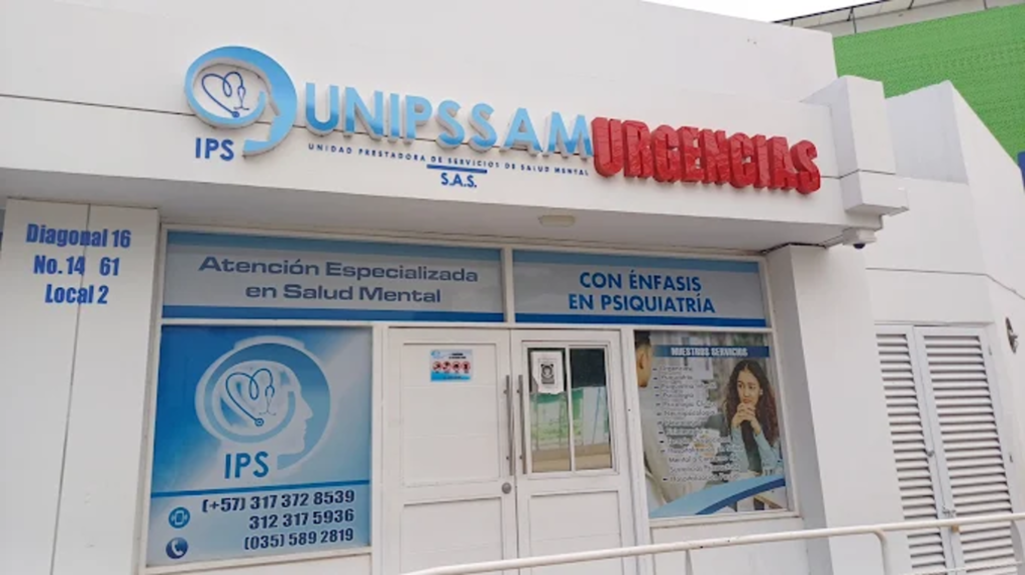 IPS
UNIPSSAM URGENCIAS
UNIDAD PRESTADORA DE SERVICIOS DE SALUD MENTAL
S.A.S.
Diagonal 16
No. 14 61
Local 2
Atención Especializada
en Salud Mental
CON ÉNFASIS
EN PSIQUIATRÍA
IPS
(+57) 317 372 8539
312 317 5936
(035) 589 2819
NUESTROS SERVICIOS